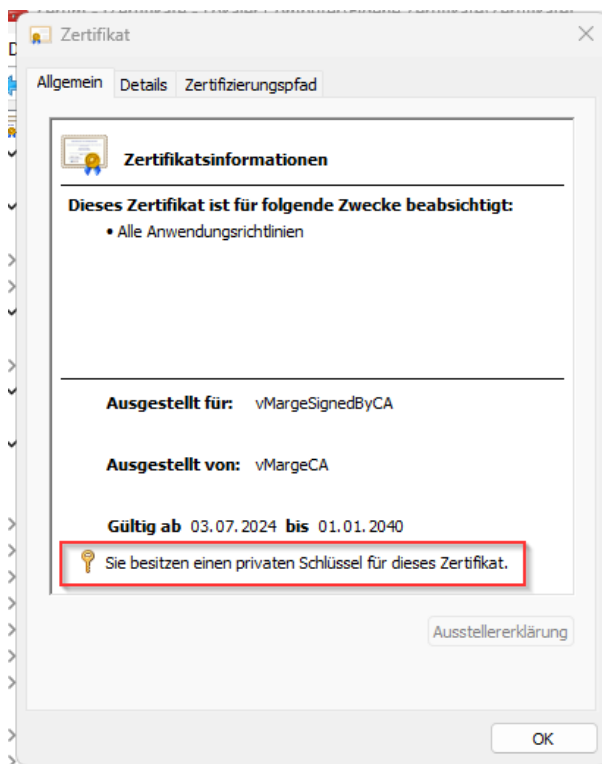 Zertifikat
Allgemein Details Zertifizierungspfad
Zertifikatsinformationen
Dieses Zertifikat ist für folgende Zwecke beabsichtigt:
• Alle Anwendungsrichtlinien
Ausgestellt für: vMargeSignedByCA
Ausgestellt von: vMargeCA
Gültig ab 03.07.2024 bis 01.01.2040
Sie besitzen einen privaten Schlüssel für dieses Zertifikat.
Ausstellererklärung
OK